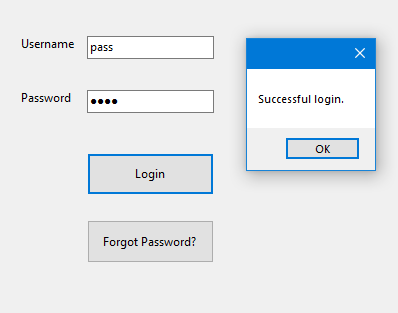 Username pass
Password ●●●●
Login
Forgot Password?
Successful login.
OK